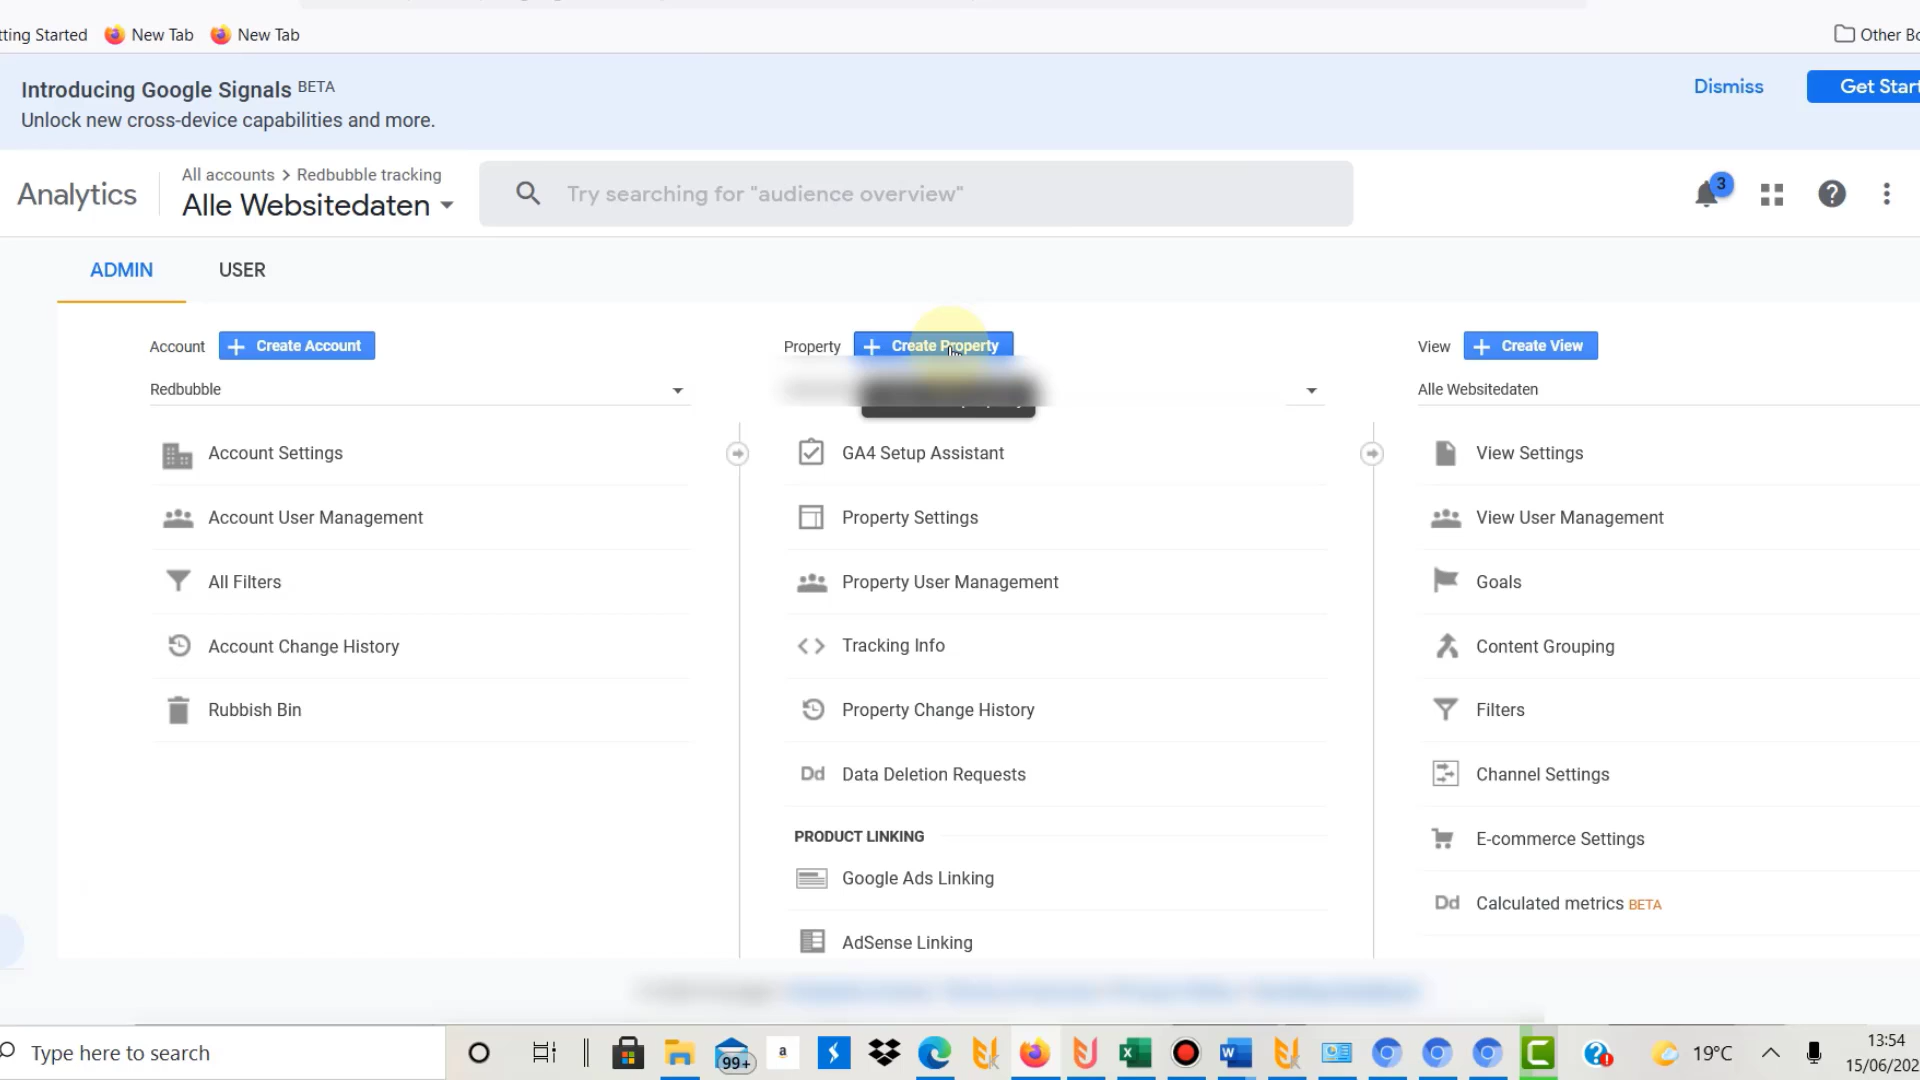 tting Started New Tab New Tab Other Bo
Introducing Google Signals BETA
Unlock new cross-device capabilities and more.
Dismiss Get Start
Analytics
All accounts > Redbubble tracking
Alle Websitedaten
Try searching for "audience overview"
3
ADMIN USER
Account + Create Account
Property + Create Property
View + Create View
Redbubble
Alle Websitedaten
Account Settings
Account User Management
All Filters
Account Change History
Rubbish Bin
GA4 Setup Assistant
Property Settings
Property User Management
Tracking Info
Property Change History
Dd Data Deletion Requests
PRODUCT LINKING
Google Ads Linking
AdSense Linking
View Settings
View User Management
Goals
Content Grouping
Filters
Channel Settings
E-commerce Settings
Dd Calculated metrics BETA
Type here to search
99+
19°C
13:54
15/06/202